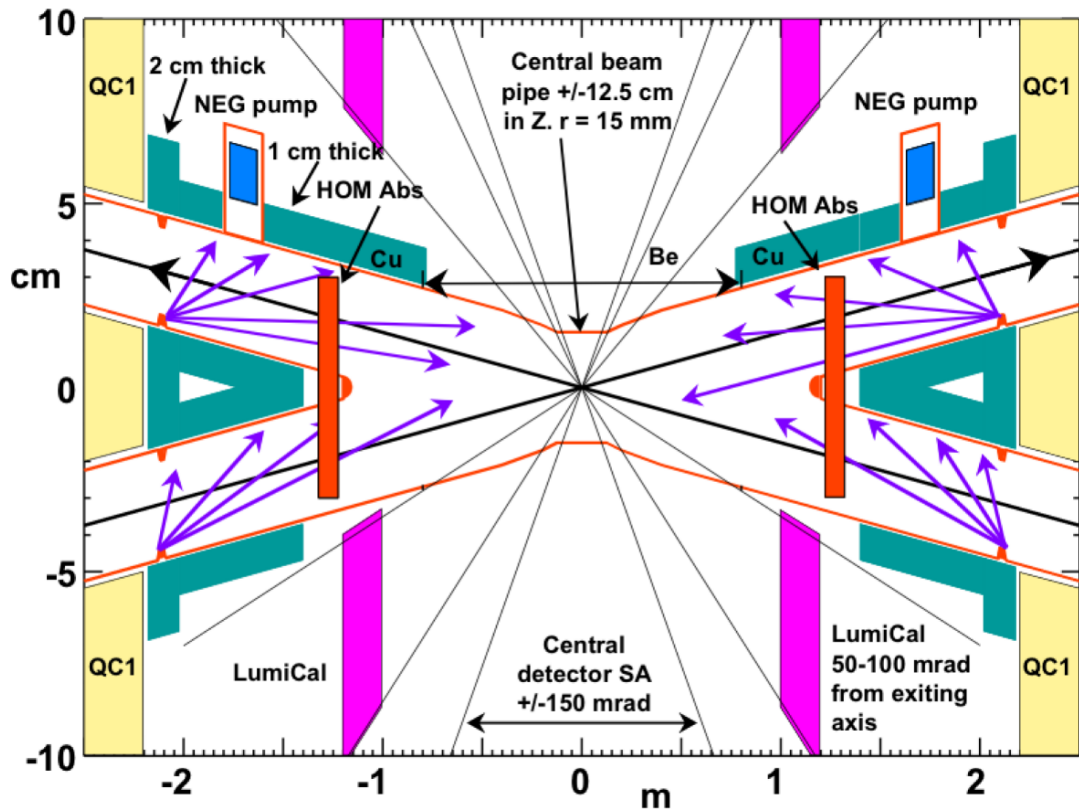 10
5
0
-5
-10
cm
-2
-1
0
1
2
m
QC1
2 cm thick
NEG pump
1 cm thick
HOM Abs
Cu
Central beam
pipe +/-12.5 cm
in Z. r = 15 mm
Be
Cu
HOM Abs
NEG pump
QC1
QC1
LumiCal
Central
detector SA
+/-150 mrad
LumiCal
50-100 mrad
from exiting
axis
QC1